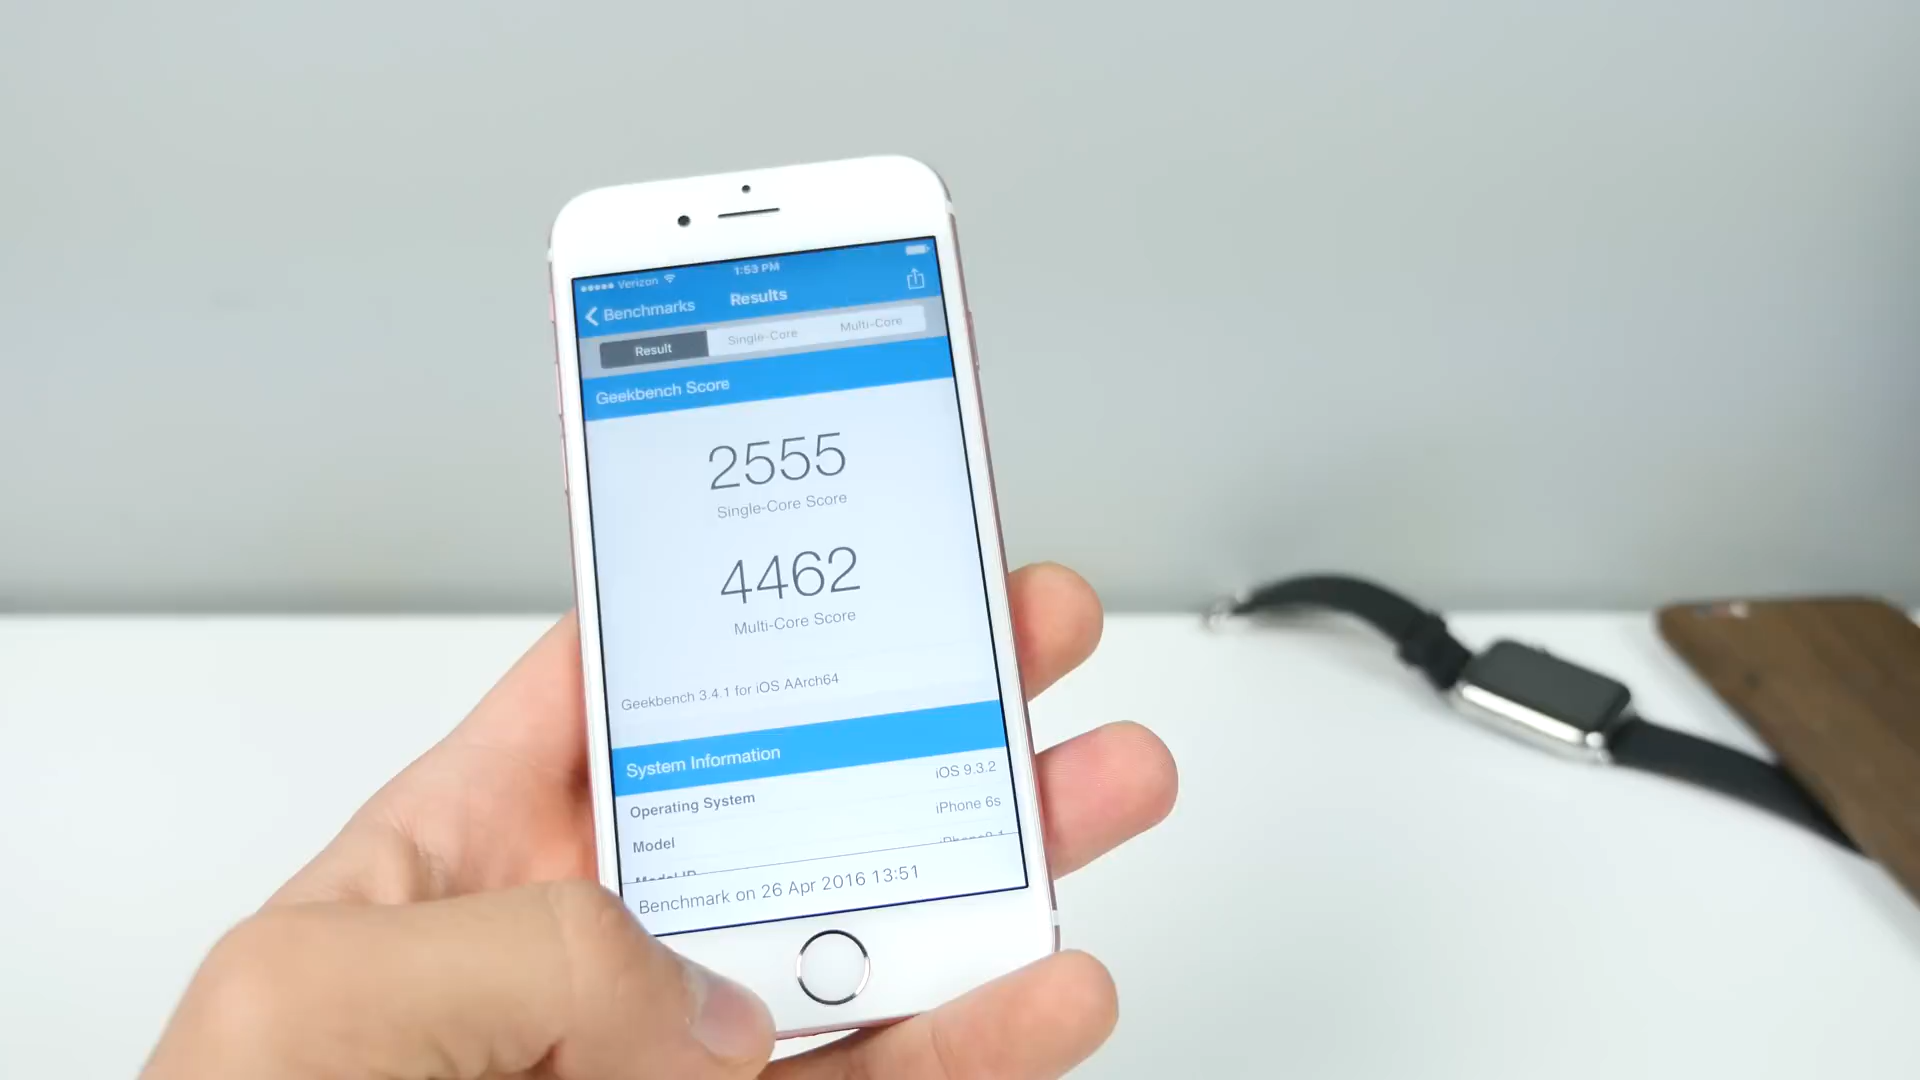 Verizon 1:53 PM
Benchmarks Results
Result Single-Core Multi-Core
Geekbench Score
2555
Single-Core Score
4462
Multi-Core Score
Geekbench 3.4.1 for iOS AArch64
System Information
Operating System iOS 9.3.2
Model iPhone 6s
Benchmark on 26 Apr 2016 13:51